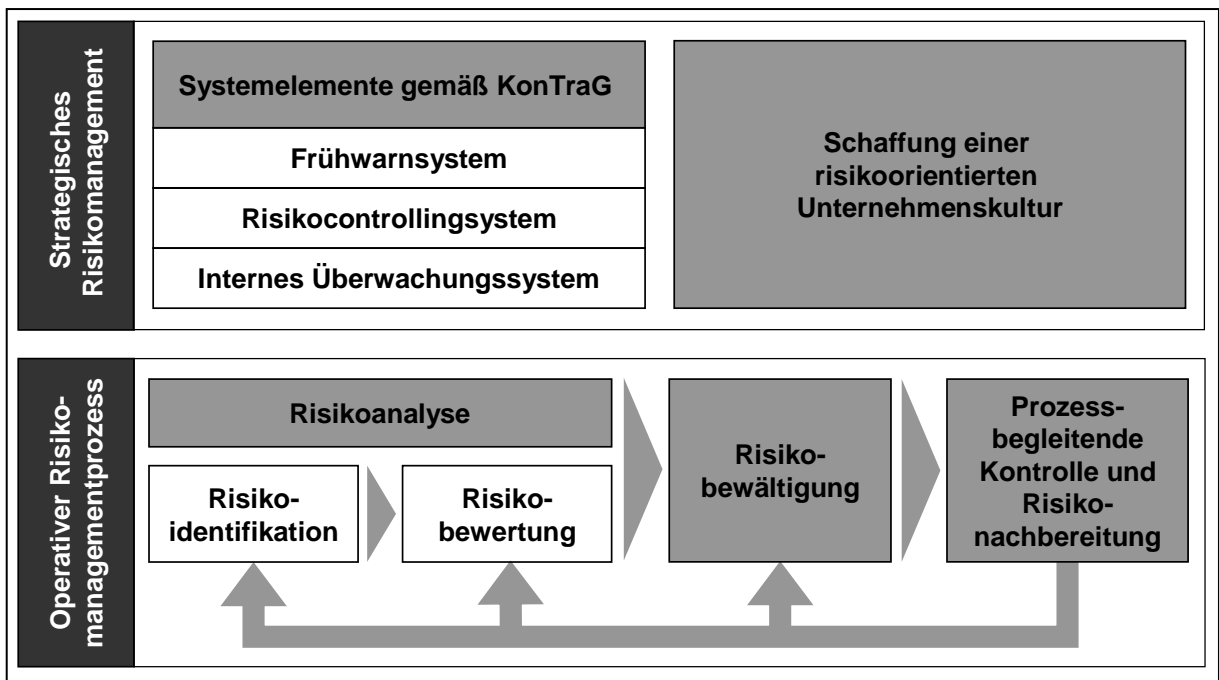 Strategisches
Risikomanagement
Systemelemente gemäß KonTraG
Frühwarnsystem
Risikocontrollingsystem
Internes Überwachungssystem
Schaffung einer
risikoorientierten
Unternehmenskultur
Operativer Risiko-
managementprozess
Risikoanalyse
Risiko-
identifikation
Risiko-
bewertung
Risiko-
bewältigung
Prozess-
begleitende
Kontrolle und
Risiko-
nachbereitung